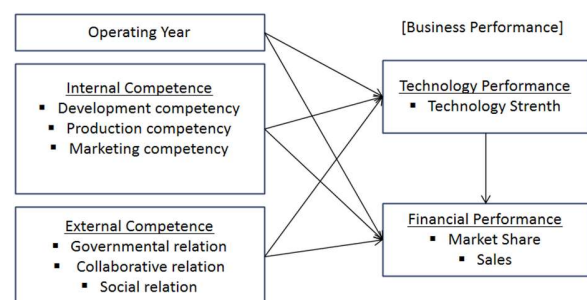 Operating Year
[Business Performance]
Internal Competence
▪ Development competency
▪ Production competency
▪ Marketing competency
Technology Performance
▪ Technology Strenth
External Competence
▪ Governmental relation
▪ Collaborative relation
▪ Social relation
Financial Performance
▪ Market Share
▪ Sales